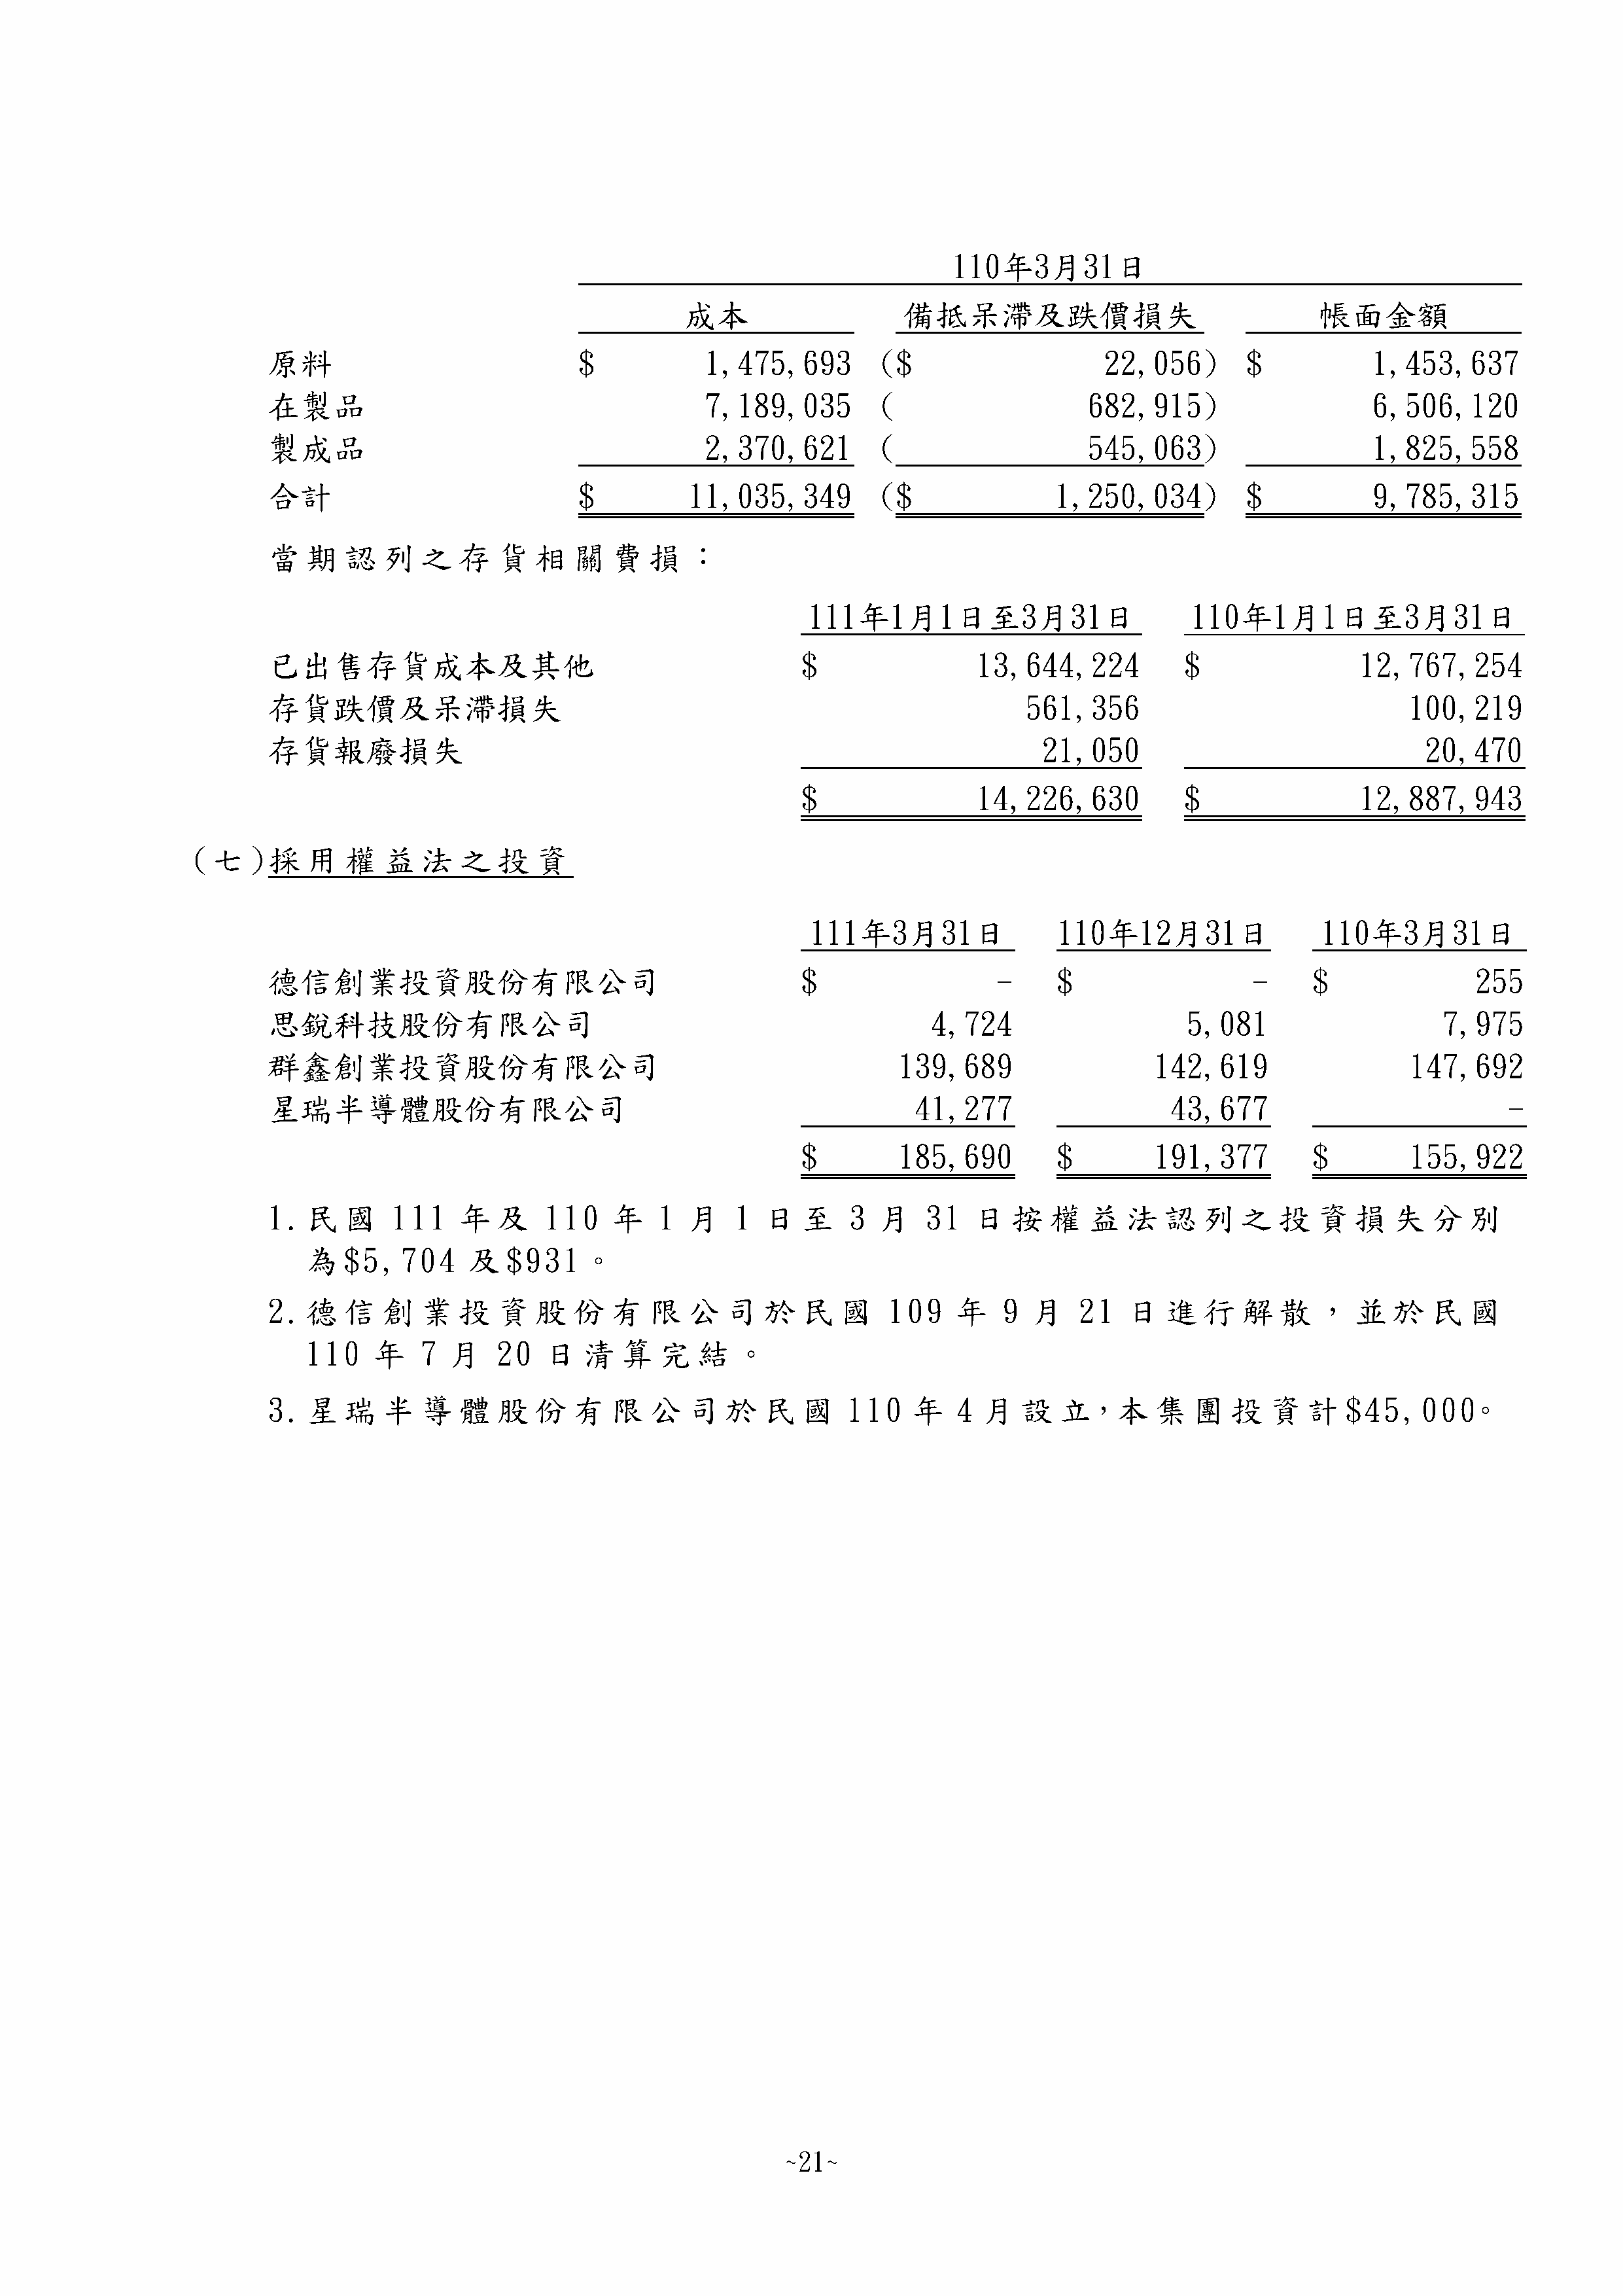 110年3月31日
成本 備抵呆滯及跌價損失 帳面金額
原料 $ 1,475,693 ($ 22,056) $ 1,453,637
在製品 7,189,035 ( 682,915) 6,506,120
製成品 2,370,621 ( 545,063) 1,825,558
合計 $ 11,035,349 ($ 1,250,034) $ 9,785,315
當期認列之存貨相關費損：
111年1月1日至3月31日 110年1月1日至3月31日
已出售存貨成本及其他 $ 13,644,224 $ 12,767,254
存貨跌價及呆滯損失 561,356 100,219
存貨報廢損失 21,050 20,470
$ 14,226,630 $ 12,887,943
(七)採用權益法之投資
111年3月31日 110年12月31日 110年3月31日
德信創業投資股份有限公司 $ - $ - $ 255
思銳科技股份有限公司 4,724 5,081 7,975
群鑫創業投資股份有限公司 139,689 142,619 147,692
星瑞半導體股份有限公司 41,277 43,677 -
$ 185,690 $ 191,377 $ 155,922
1.民國 111 年及 110 年 1 月 1 日至 3 月 31 日按權益法認列之投資損失分別
為$5,704 及$931。
2.德信創業投資股份有限公司於民國 109 年 9 月 21 日進行解散，並於民國
110 年 7 月 20 日清算完結。
3.星瑞半導體股份有限公司於民國 110 年 4 月設立，本集團投資計$45,000。
~21~